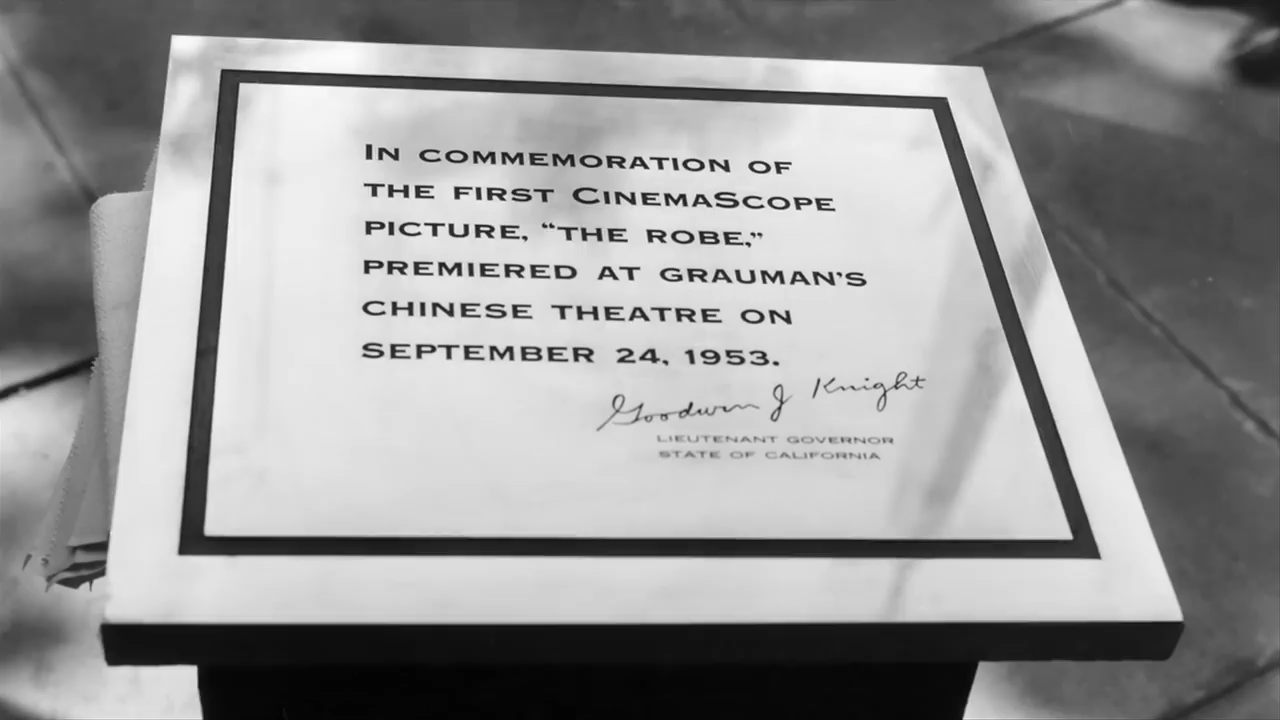 In commemoration of
the first CinemaScope
picture, “The Robe,”
premiered at Grauman’s
Chinese Theatre on
September 24, 1953.
Goodwin J Knight
Lieutenant Governor
State of California